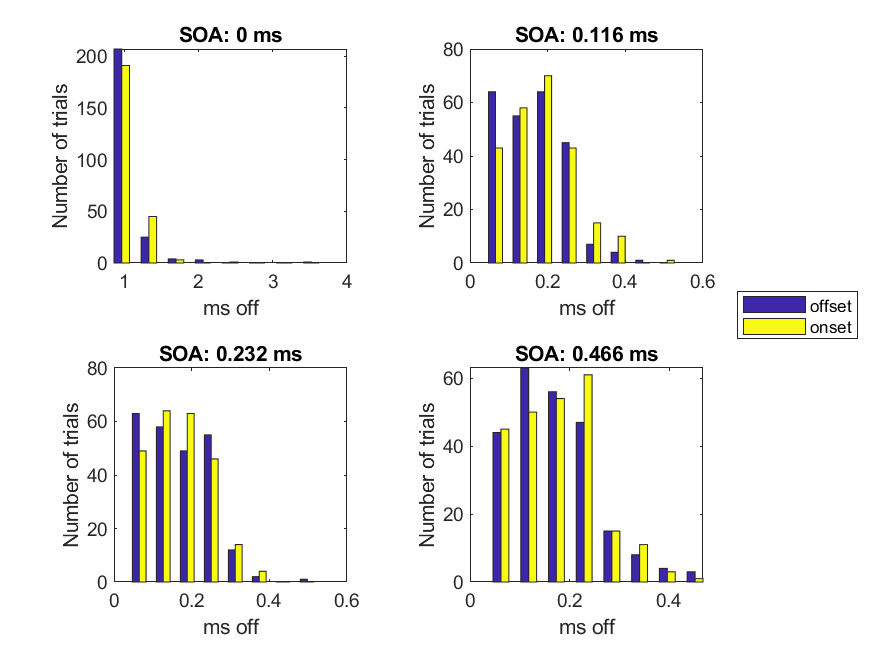 SOA: 0 ms
200
150
100
50
0
1 2 3 4
Number of trials
ms off
SOA: 0.116 ms
80
60
40
20
0
0 0.2 0.4 0.6
Number of trials
ms off
offset
onset
SOA: 0.232 ms
80
60
40
20
0
0 0.2 0.4 0.6
Number of trials
ms off
SOA: 0.466 ms
60
40
20
0
0 0.2 0.4
Number of trials
ms off